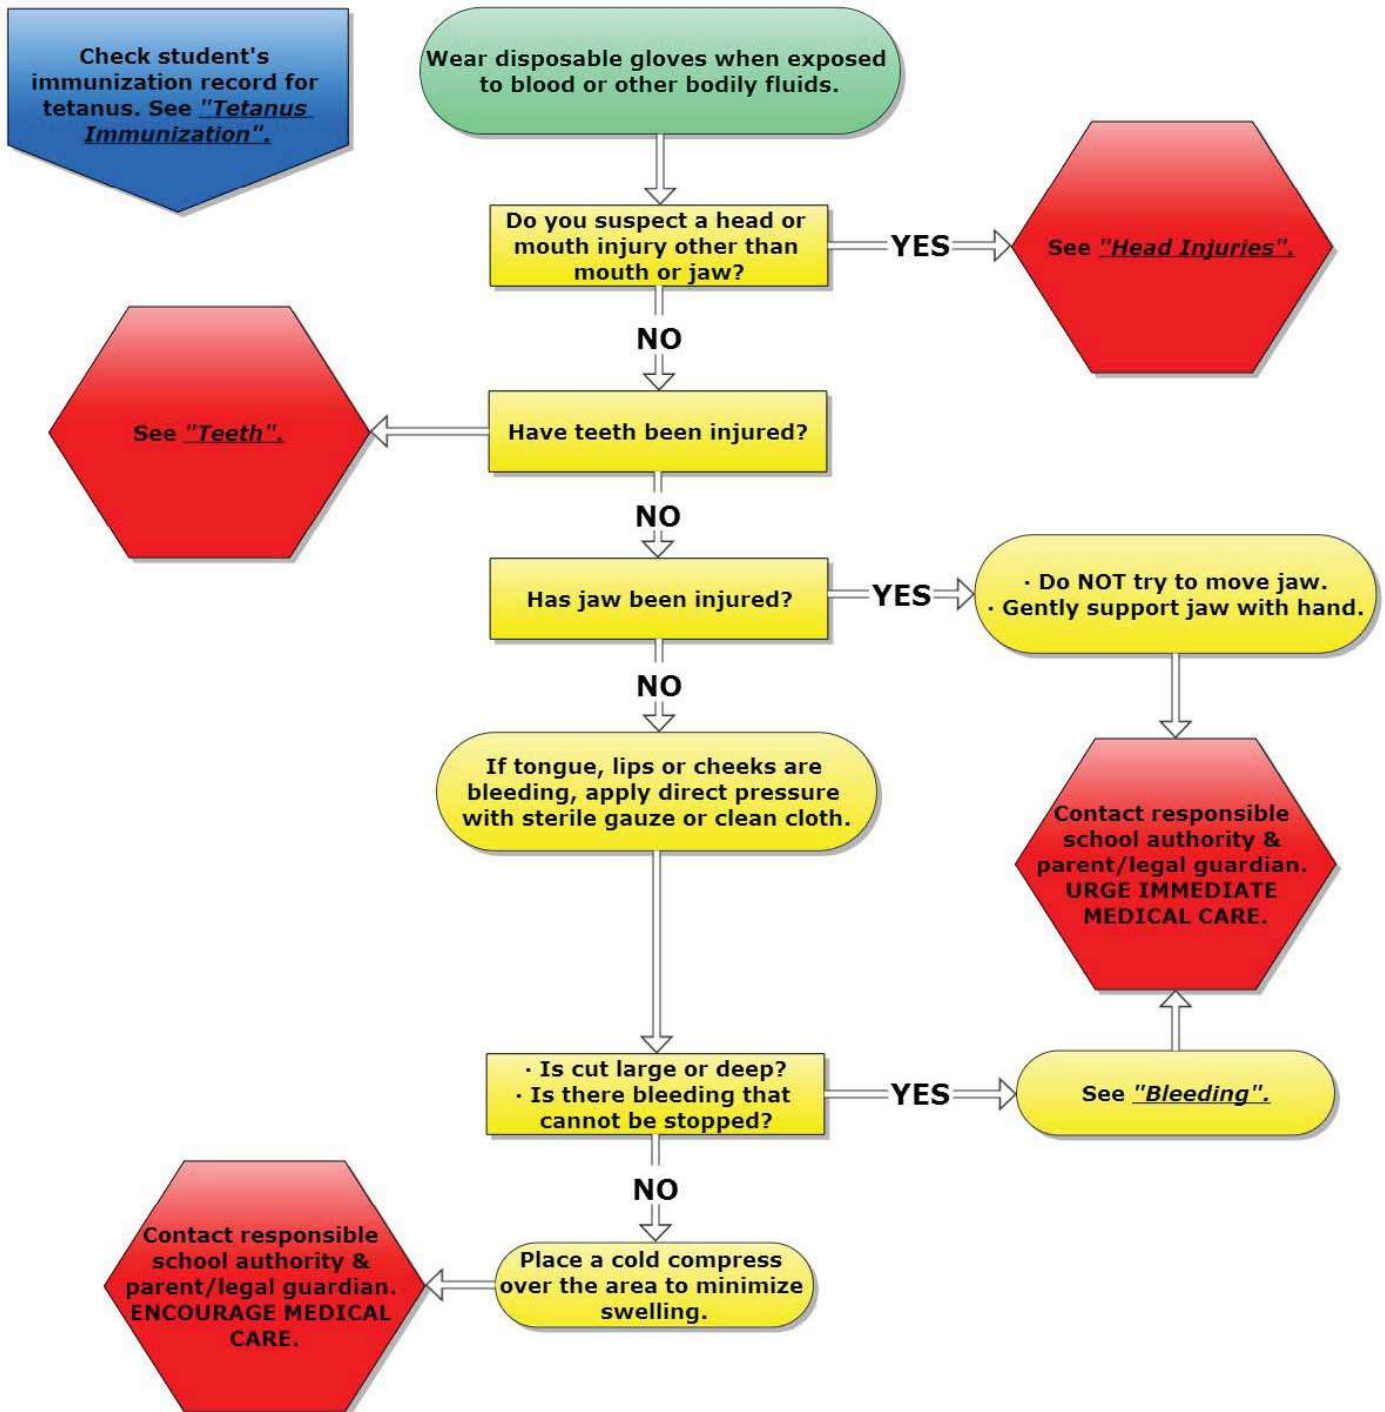 Check student's
immunization record for
tetanus. See "Tetanus
Immunization".
Wear disposable gloves when exposed
to blood or other bodily fluids.
Do you suspect a head or
mouth injury other than
mouth or jaw?
YES
See "Head Injuries".
NO
Have teeth been injured?
See "Teeth".
NO
Has jaw been injured?
YES
· Do NOT try to move jaw.
· Gently support jaw with hand.
NO
If tongue, lips or cheeks are
bleeding, apply direct pressure
with sterile gauze or clean cloth.
Contact responsible
school authority &
parent/legal guardian.
URGE IMMEDIATE
MEDICAL CARE.
· Is cut large or deep?
· Is there bleeding that
cannot be stopped?
YES
See "Bleeding".
NO
Place a cold compress
over the area to minimize
swelling.
Contact responsible
school authority &
parent/legal guardian.
ENCOURAGE MEDICAL
CARE.